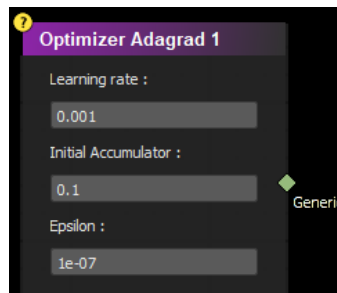 ?
Optimizer Adagrad 1
Learning rate :
0.001
Initial Accumulator :
0.1
Generi
Epsilon :
1e-07